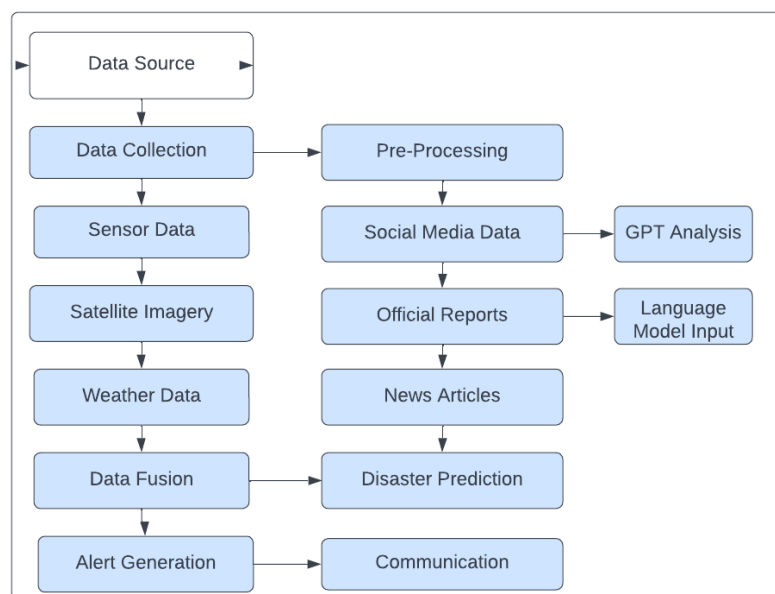 Data Source
Data Collection
Pre-Processing
Sensor Data
Social Media Data
GPT Analysis
Satellite Imagery
Official Reports
Language
Model Input
Weather Data
News Articles
Data Fusion
Disaster Prediction
Alert Generation
Communication